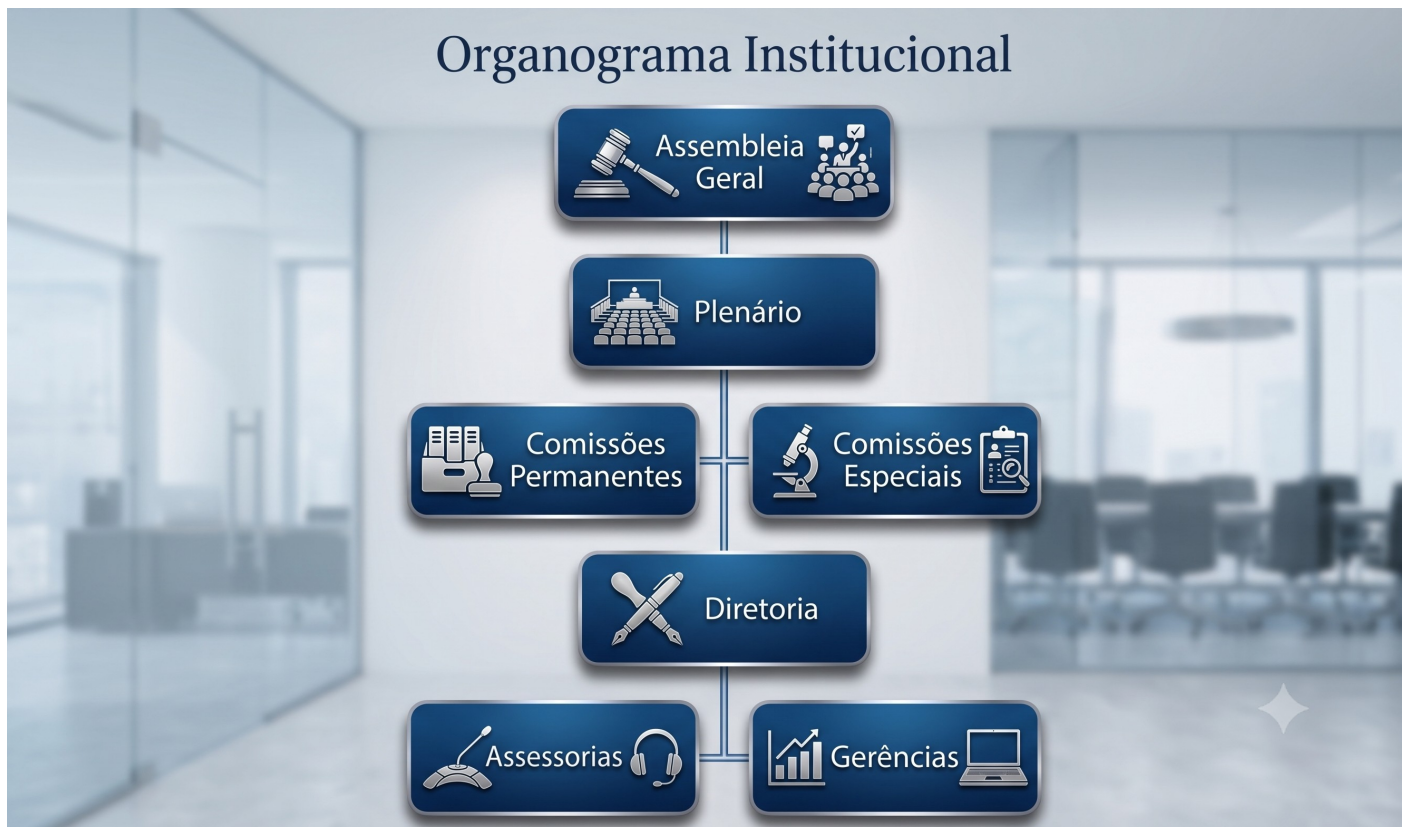 Organograma Institucional
Assembleia
Geral
Plenário
Comissões
Permanentes
Comissões
Especiais
Diretoria
Assessorias
Gerências